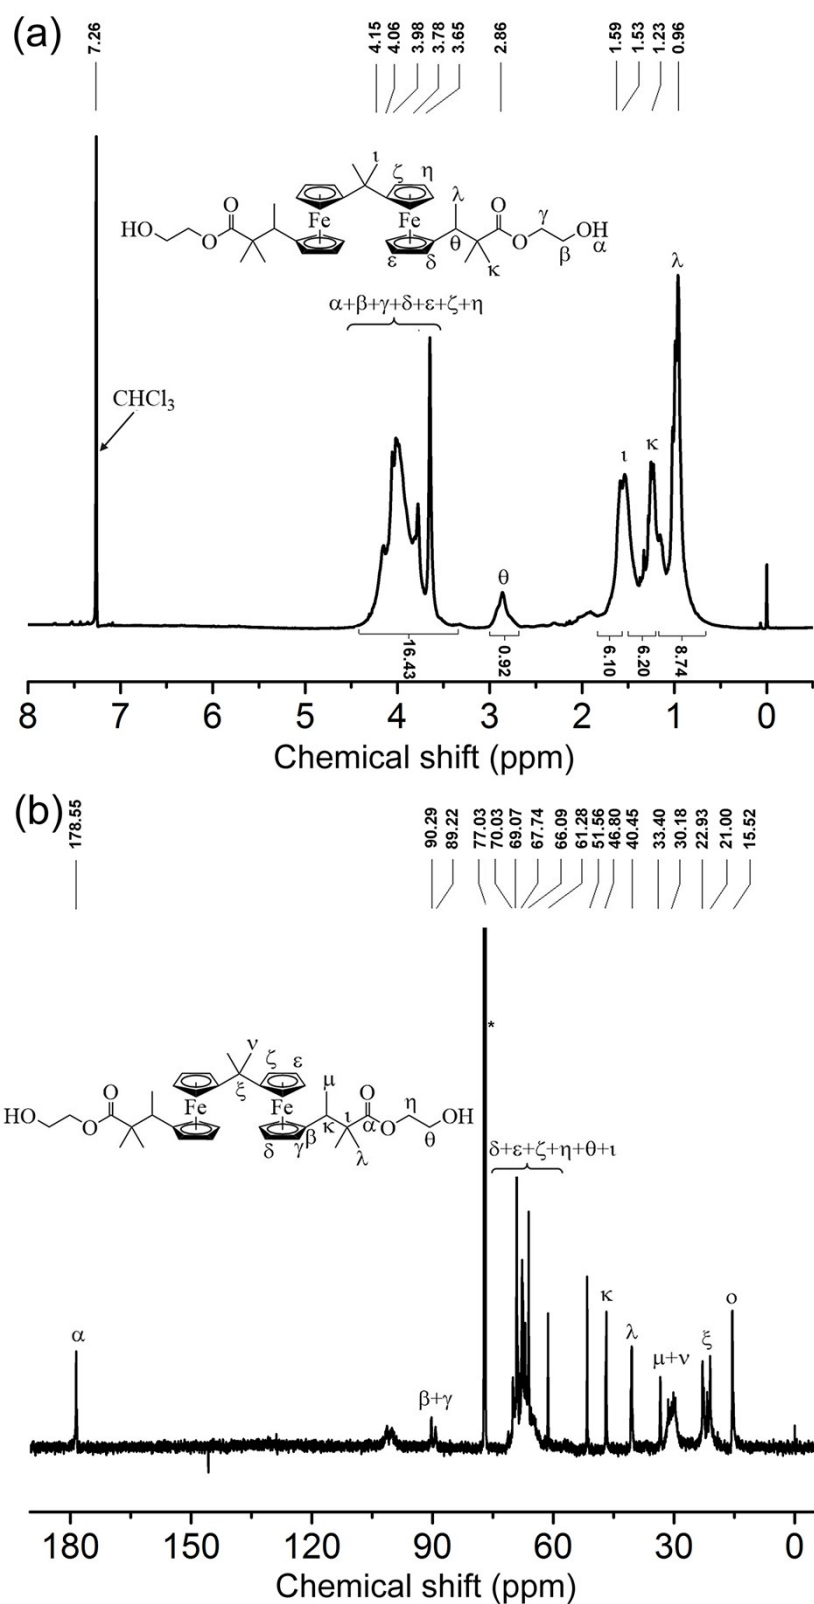 (a)
7.26 4.15 4.06 3.98 3.78 3.65 2.86 1.59 1.53 1.23 0.96
ι
ζ η
λ O γ
HO O O Fe Fe θ O β OH α
ε δ κ
α+β+γ+δ+ε+ζ+η
λ
CHCl3
ι κ
θ
16.43 0.92 6.10 6.20 8.74
8 7 6 5 4 3 2 1 0
Chemical shift (ppm)
(b)
178.55 90.29 89.22 77.03 70.03 69.07 67.74 66.09 61.28 51.56 46.80 40.45 33.40 30.18 22.93 21.00 15.52
*
ν ζ ε
ξ μ
O O η
HO O Fe Fe κ ι α O θ OH
δ γ β λ
δ+ε+ζ+η+θ+ι
κ ο
α λ μ+ν ξ
β+γ
180 150 120 90 60 30 0
Chemical shift (ppm)